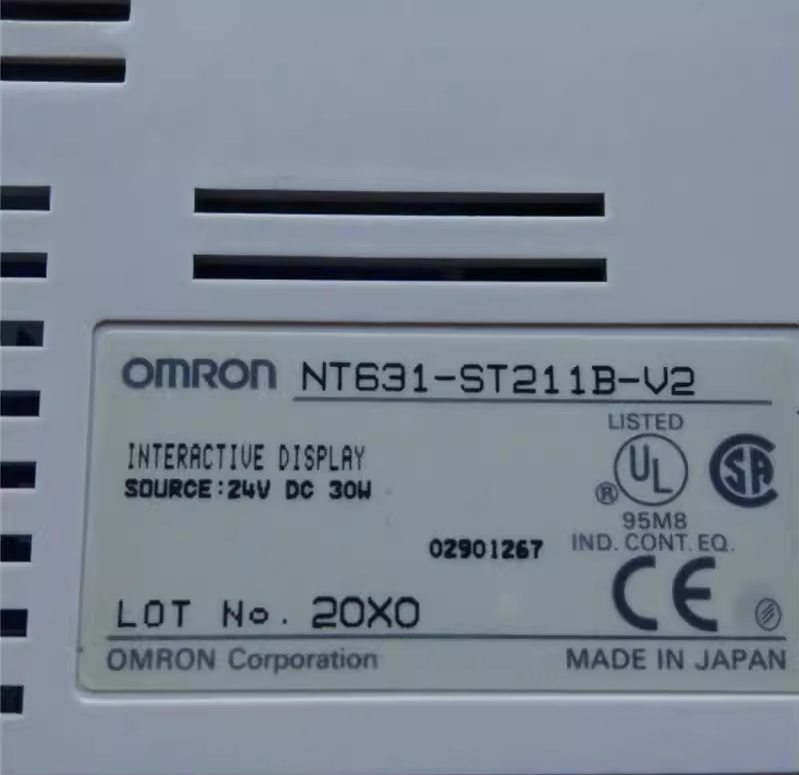 OMRON NT631-ST211B-V2
LISTED
INTERACTIVE DISPLAY
SOURCE:24V DC 30W
UL
®
SA
95M8
02901267
IND. CONT. EQ.
CE
LOT No. 20X0
OMRON Corporation
MADE IN JAPAN